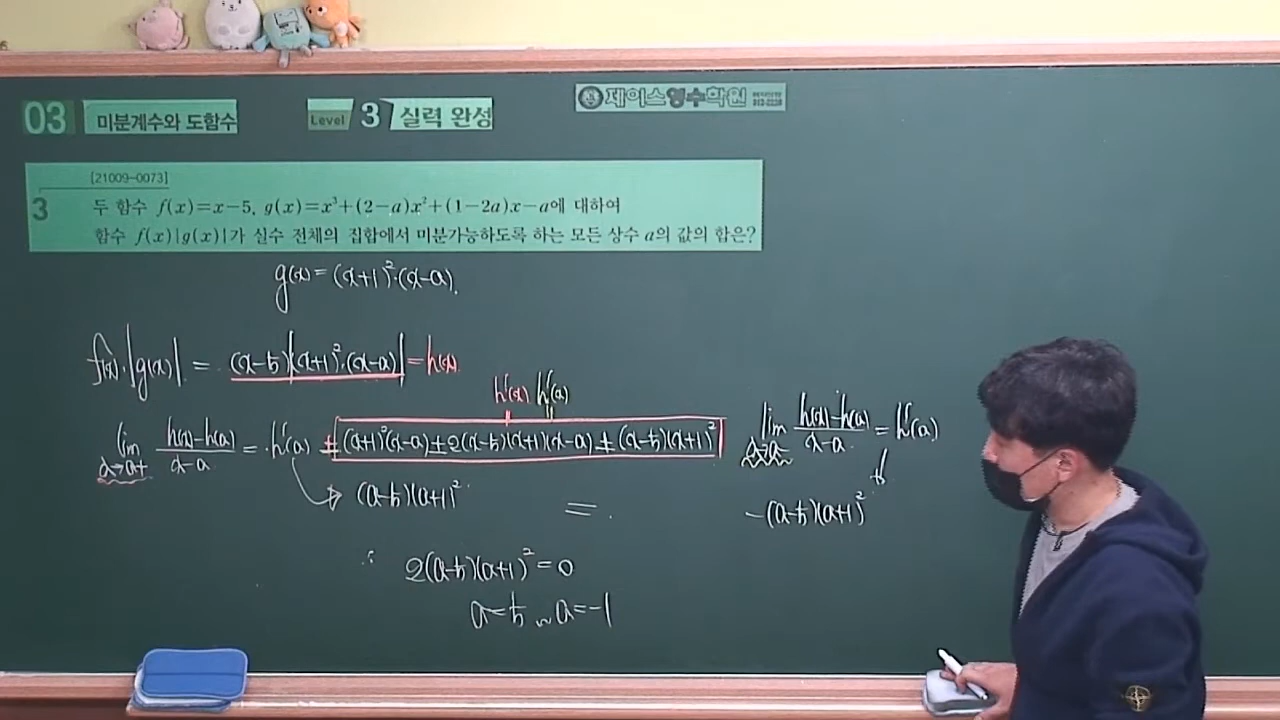 03 미분계수와 도함수 Level 3 실력 완성
제이스영수학원
[21009-0073]
3 두 함수 f(x)=x-5, g(x)=x³+(2-a)x²+(1-2a)x-a에 대하여
함수 f(x)|g(x)|가 실수 전체의 집합에서 미분가능하도록 하는 모든 상수 a의 값의 합은?
g(x)=(x+1)²·(x-a).
f(x)·|g(x)| = (x-5)|(x+1)²·(x-a)| = h(x)
h'(x) h'(x)
lim x→a+ h(x)-h(a) / x-a = h'(a) ±(x+1)²(x-a)±2(x-5)(x+1)(x-a)±(x-5)(x+1)² lim x→a- h(x)-h(a) / x-a = h'(a)
(a-5)(a+1)² = -(a-5)(a+1)²
∴ 2(a-5)(a+1)²=0
a=5 a=-1